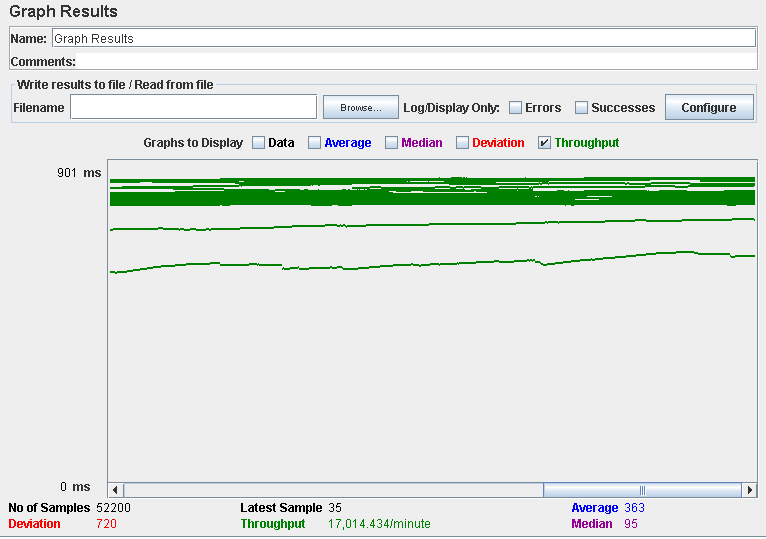 Graph Results
Name: Graph Results
Comments:
Write results to file / Read from file
Filename Browse... Log/Display Only: Errors Successes Configure
Graphs to Display Data Average Median Deviation Throughput
901 ms
0 ms
No of Samples 52200 Latest Sample 35 Average 363
Deviation 720 Throughput 17,014.434/minute Median 95